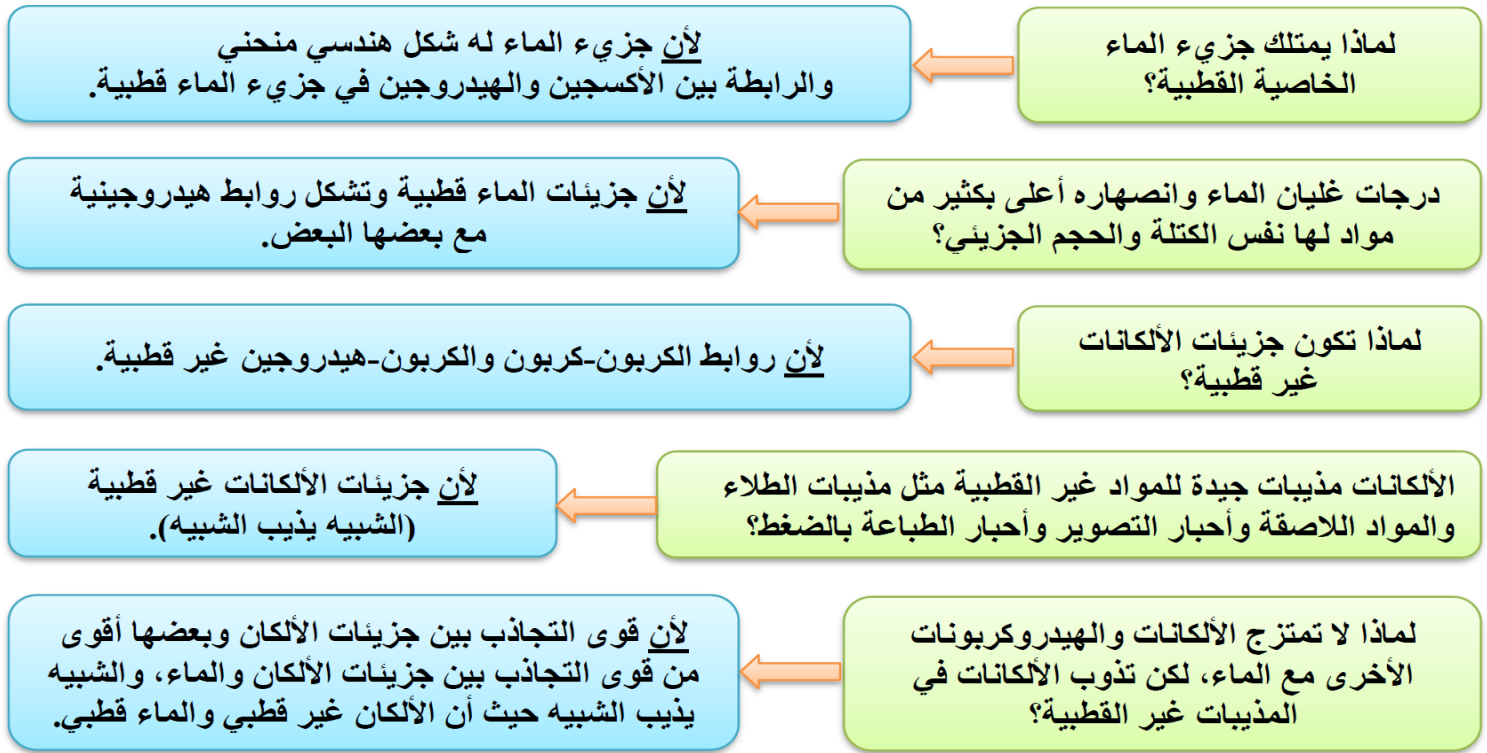 لماذا يمتلك جزيء الماء
الخاصية القطبية؟
لأن جزيء الماء له شكل هندسي منحني
والرابطة بين الأكسجين والهيدروجين في جزيء الماء قطبية.
درجات غليان الماء وانصهاره أعلى بكثير من
مواد لها نفس الكتلة والحجم الجزيئي؟
لأن جزيئات الماء قطبية وتشكل روابط هيدروجينية
مع بعضها البعض.
لماذا تكون جزيئات الألكانات
غير قطبية؟
لأن روابط الكربون-كربون والكربون-هيدروجين غير قطبية.
الألكانات مذيبات جيدة للمواد غير القطبية مثل مذيبات الطلاء
والمواد اللاصقة وأحبار التصوير وأحبار الطباعة بالضغط؟
لأن جزيئات الألكانات غير قطبية
(الشبيه يذيب الشبيه).
لماذا لا تمتزج الألكانات والهيدروكربونات
الأخرى مع الماء، لكن تذوب الألكانات في
المذيبات غير القطبية؟
لأن قوى التجاذب بين جزيئات الألكان وبعضها أقوى
من قوى التجاذب بين جزيئات الألكان والماء، والشبيه
يذيب الشبيه حيث أن الألكان غير قطبي والماء قطبي.